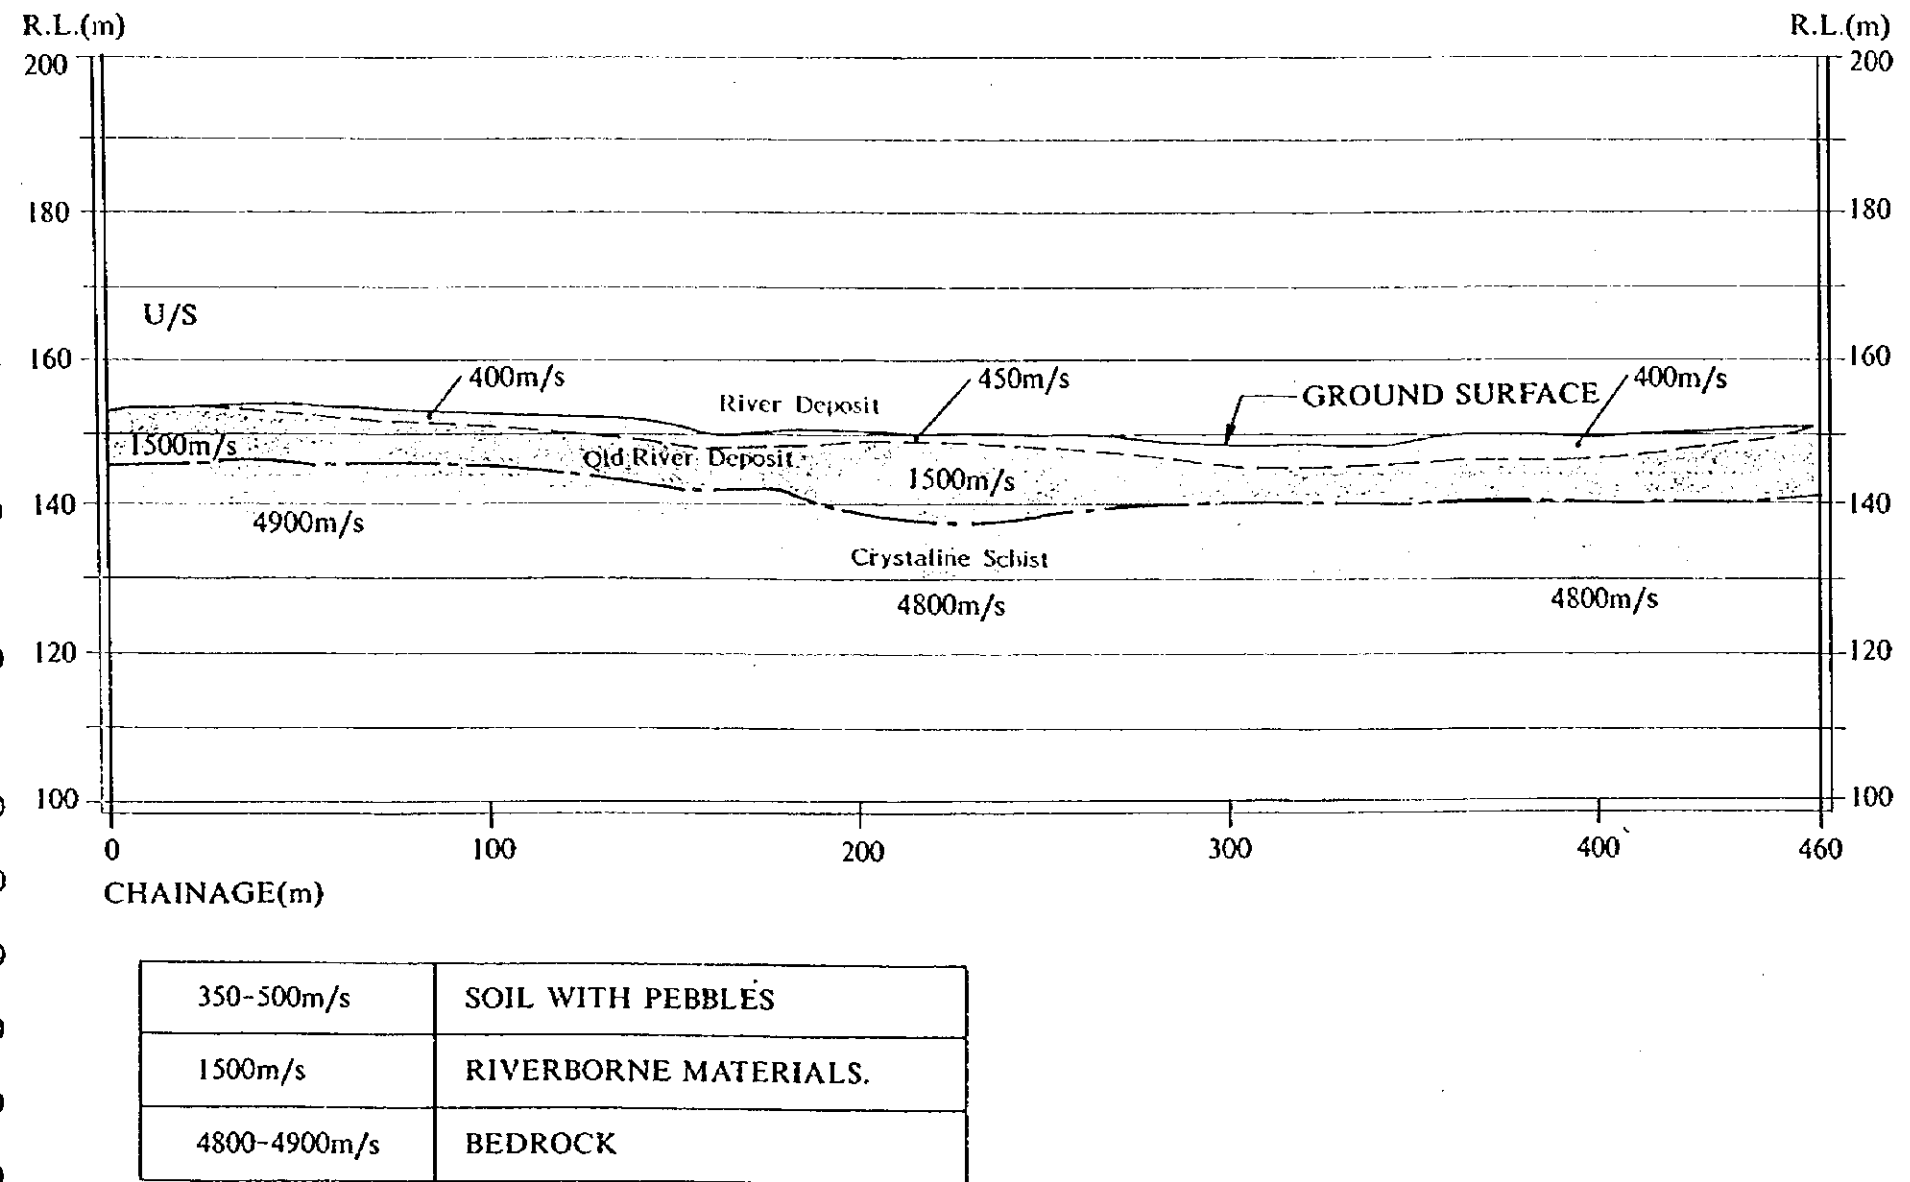 R.L.(m) R.L.(m)
200 200
180 180
U/S
160 160
400m/s 450m/s 400m/s
River Deposit GROUND SURFACE
1500m/s
Old River Deposit
1500m/s
140 140
4900m/s
Crystaline Schist
4800m/s 4800m/s
120 120
100 100
0 100 200 300 400 460
CHAINAGE(m)
350-500m/s SOIL WITH PEBBLES
1500m/s RIVERBORNE MATERIALS.
4800-4900m/s BEDROCK